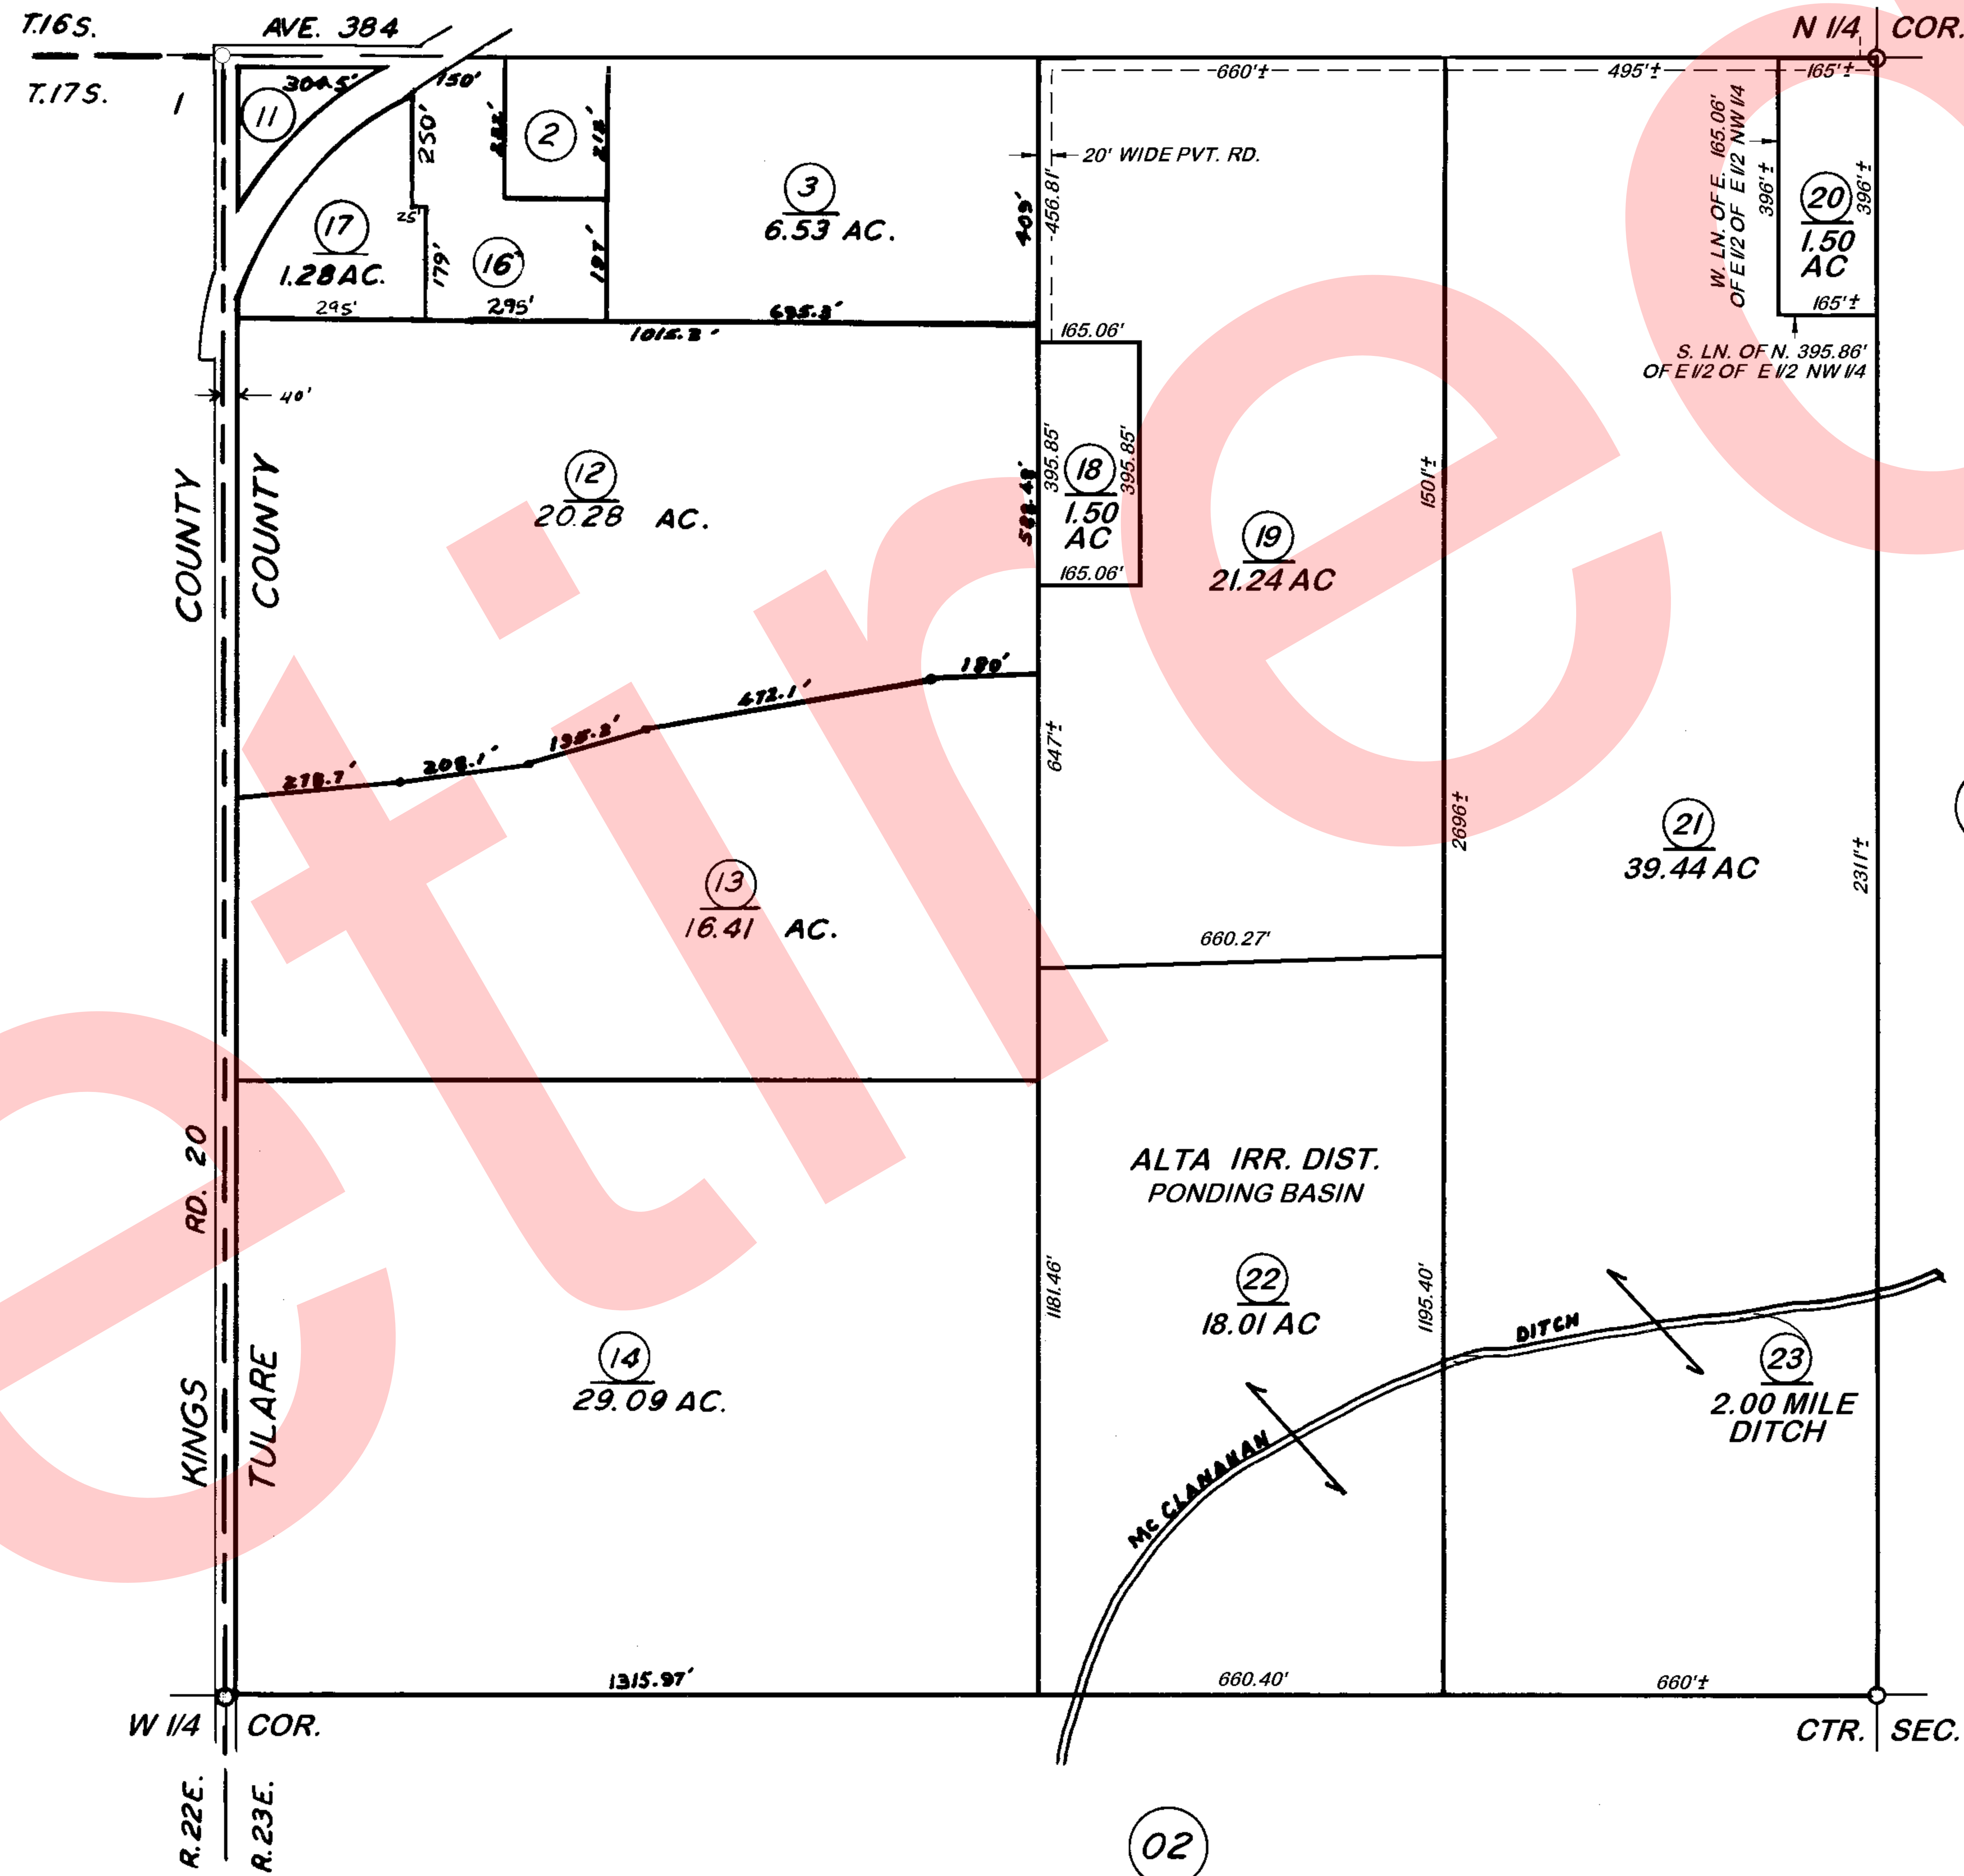 T.16S.
AVE. 384
N 1/4 COR.
T.17S.
1
304.5'
150'
660'±
495'±
165'±
11
250'
2
218'
20' WIDE PVT. RD.
3
6.53 AC.
409'
456.81'
W. LN. OF E. 165.06'
OF E 1/2 OF E 1/2 NW 1/4
396'±
20
1.50
AC
396'±
165'±
17
1.28 AC.
25'
179'
16
197'
295'
295'
695.3'
1015.3'
165.06'
S. LN. OF N. 395.86'
OF E 1/2 OF E 1/2 NW 1/4
40'
COUNTY
COUNTY
12
20.28 AC.
395.85'
18
1.50
AC
395.85'
165.06'
1501'±
19
21.24 AC
180'
472.1'
195.2'
208.1'
278.7'
647'±
2696'±
21
39.44 AC
2311'±
13
16.41 AC.
660.27'
RD. 20
ALTA IRR. DIST.
PONDING BASIN
1181.46'
22
18.01 AC
1195.40'
DITCH
23
2.00 MILE
DITCH
14
29.09 AC.
KINGS
TULARE
Mc CLANAHAN
1315.97'
660.40'
660'±
W 1/4 COR.
CTR. SEC.
R.22E.
R.23E.
02
etire